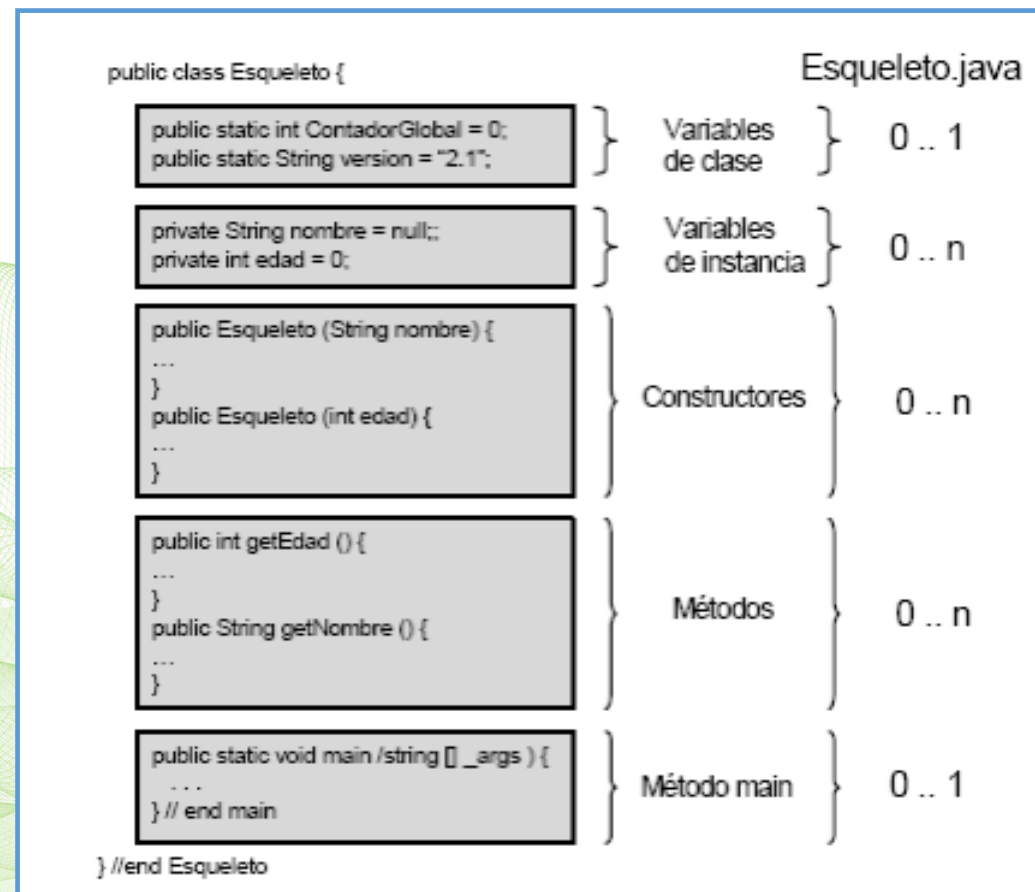 public class Esqueleto {
Esqueleto.java
public static int ContadorGlobal = 0;
public static String version = "2.1";
Variables
de clase
0 .. 1
private String nombre = null;;
private int edad = 0;
Variables
de instancia
0 .. n
public Esqueleto (String nombre) {
...
}
public Esqueleto (int edad) {
...
}
Constructores
0 .. n
public int getEdad () {
...
}
public String getNombre () {
...
}
Métodos
0 .. n
public static void main /string [] _args ) {
. . .
} // end main
Método main
0 .. 1
} //end Esqueleto